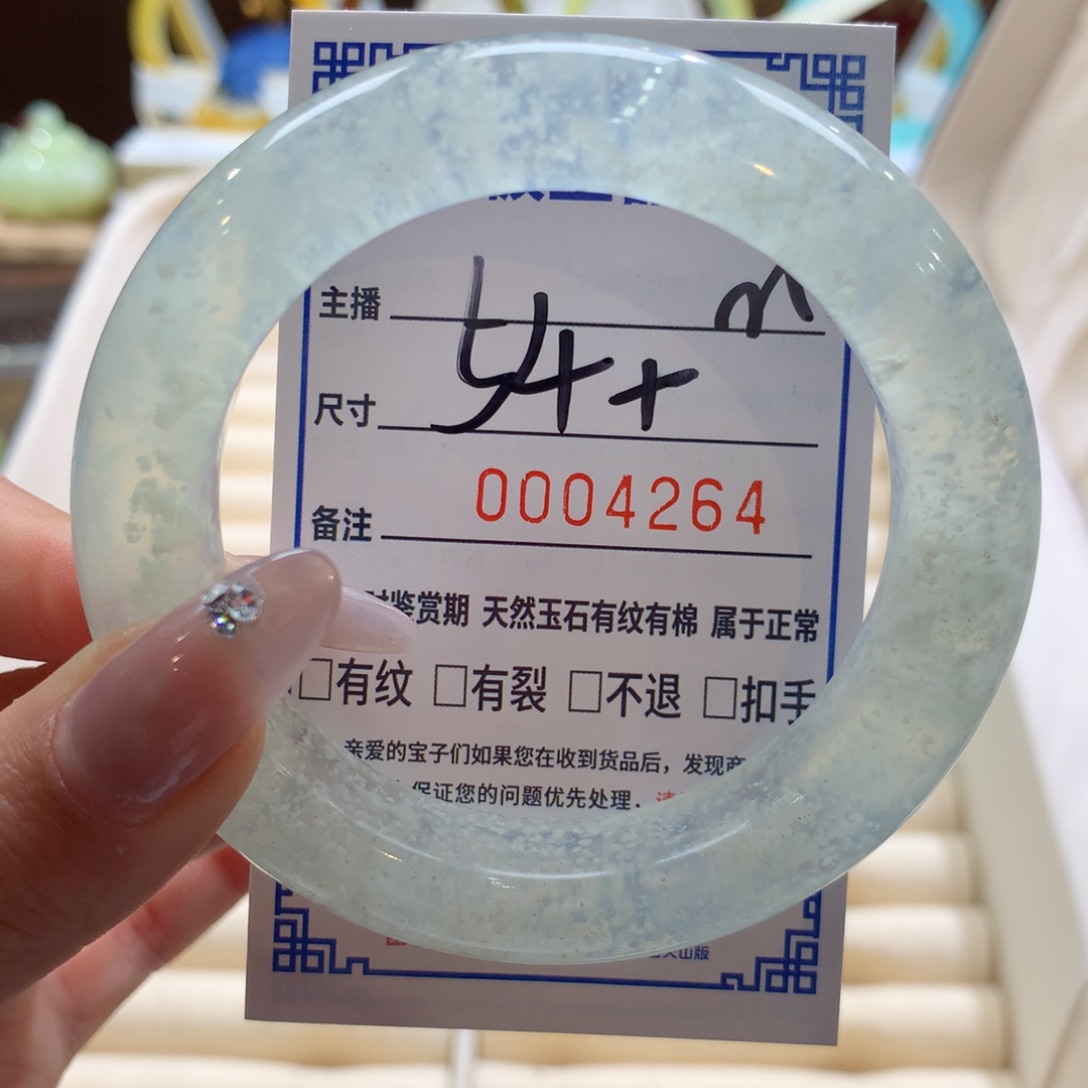 主播
尺寸 54++
备注 0004264
鉴赏期 天然玉石有纹有棉 属于正常
□有纹 □有裂 □不退 □扣手
亲爱的宝子们如果您在收到货品后，发现
保证您的问题优先处理，
山版